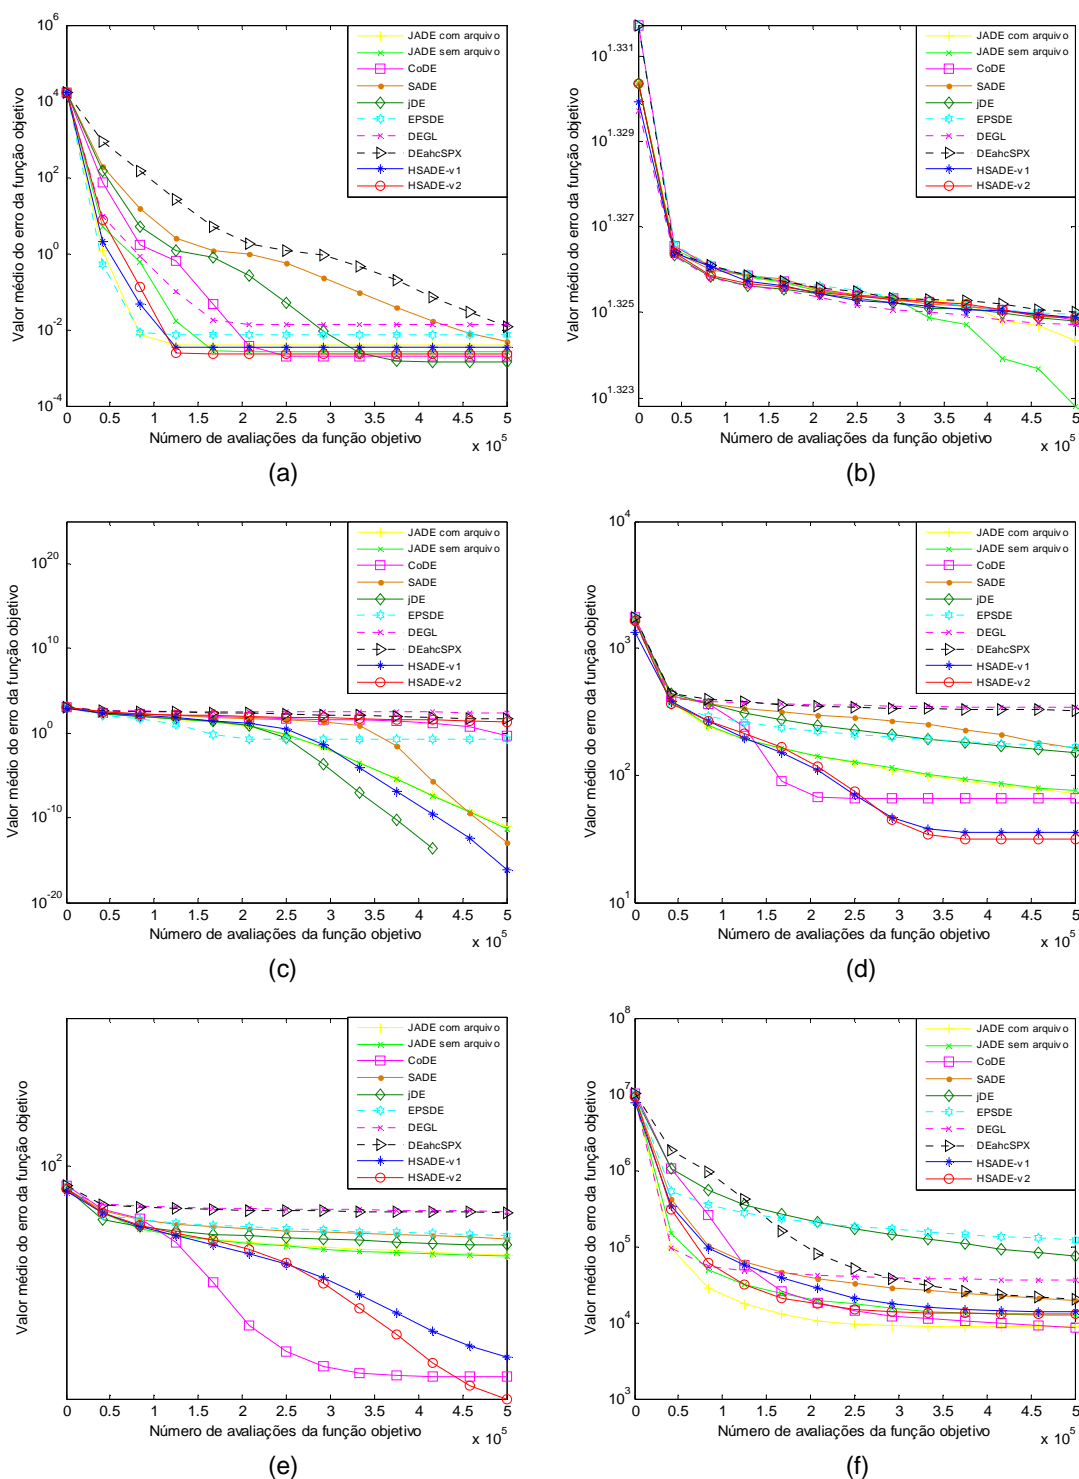 10^6
10^4
10^2
10^0
10^-2
10^-4
Valor médio do erro da função objetivo
JADE com arquivo
JADE sem arquivo
CoDE
SADE
jDE
EPSDE
DEGL
DEahcSPX
HSADE-v1
HSADE-v2
0 0.5 1 1.5 2 2.5 3 3.5 4 4.5 5
Número de avaliações da função objetivo
x 10^5
(a)
10^1.331
10^1.329
10^1.327
10^1.325
10^1.323
Valor médio do erro da função objetivo
JADE com arquivo
JADE sem arquivo
CoDE
SADE
jDE
EPSDE
DEGL
DEahcSPX
HSADE-v1
HSADE-v2
0 0.5 1 1.5 2 2.5 3 3.5 4 4.5 5
Número de avaliações da função objetivo
x 10^5
(b)
10^20
10^10
10^0
10^-10
10^-20
Valor médio do erro da função objetivo
JADE com arquivo
JADE sem arquivo
CoDE
SADE
jDE
EPSDE
DEGL
DEahcSPX
HSADE-v1
HSADE-v2
0 0.5 1 1.5 2 2.5 3 3.5 4 4.5 5
Número de avaliações da função objetivo
x 10^5
(c)
10^4
10^3
10^2
10^1
Valor médio do erro da função objetivo
JADE com arquivo
JADE sem arquivo
CoDE
SADE
jDE
EPSDE
DEGL
DEahcSPX
HSADE-v1
HSADE-v2
0 0.5 1 1.5 2 2.5 3 3.5 4 4.5 5
Número de avaliações da função objetivo
x 10^5
(d)
10^2
Valor médio do erro da função objetivo
JADE com arquivo
JADE sem arquivo
CoDE
SADE
jDE
EPSDE
DEGL
DEahcSPX
HSADE-v1
HSADE-v2
0 0.5 1 1.5 2 2.5 3 3.5 4 4.5 5
Número de avaliações da função objetivo
x 10^5
(e)
10^8
10^7
10^6
10^5
10^4
10^3
Valor médio do erro da função objetivo
JADE com arquivo
JADE sem arquivo
CoDE
SADE
jDE
EPSDE
DEGL
DEahcSPX
HSADE-v1
HSADE-v2
0 0.5 1 1.5 2 2.5 3 3.5 4 4.5 5
Número de avaliações da função objetivo
x 10^5
(f)